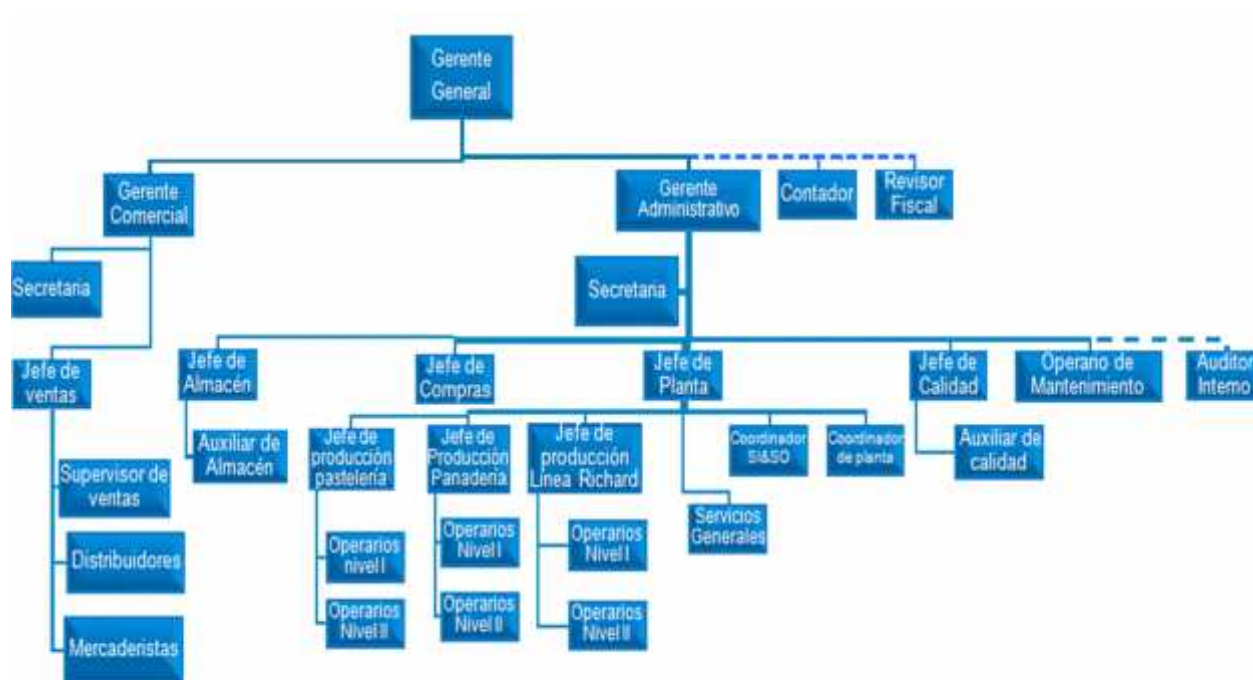 Gerente
General
Gerente
Comercial
Gerente
Administrativo
Contador
Revisor
Fiscal
Secretaria
Secretaria
Jefe de
ventas
Jefe de
Almacén
Jefe de
Compras
Jefe de
Planta
Jefe de
Calidad
Operario de
Mantenimiento
Auditor
Interno
Auxiliar de
Almacén
Jefe de
producción
pastelería
Jefe de
Producción
Panadería
Jefe de
producción
Linea Richard
Coordinador
SI&SO
Coordinador
de planta
Auxiliar de
calidad
Supervisor de
ventas
Distribuidores
Mercaderistas
Operarios
nivel I
Operarios
Nivel II
Operarios
Nivel I
Operarios
Nivel II
Operarios
Nivel I
Operarios
Nivel II
Servicios
Generales